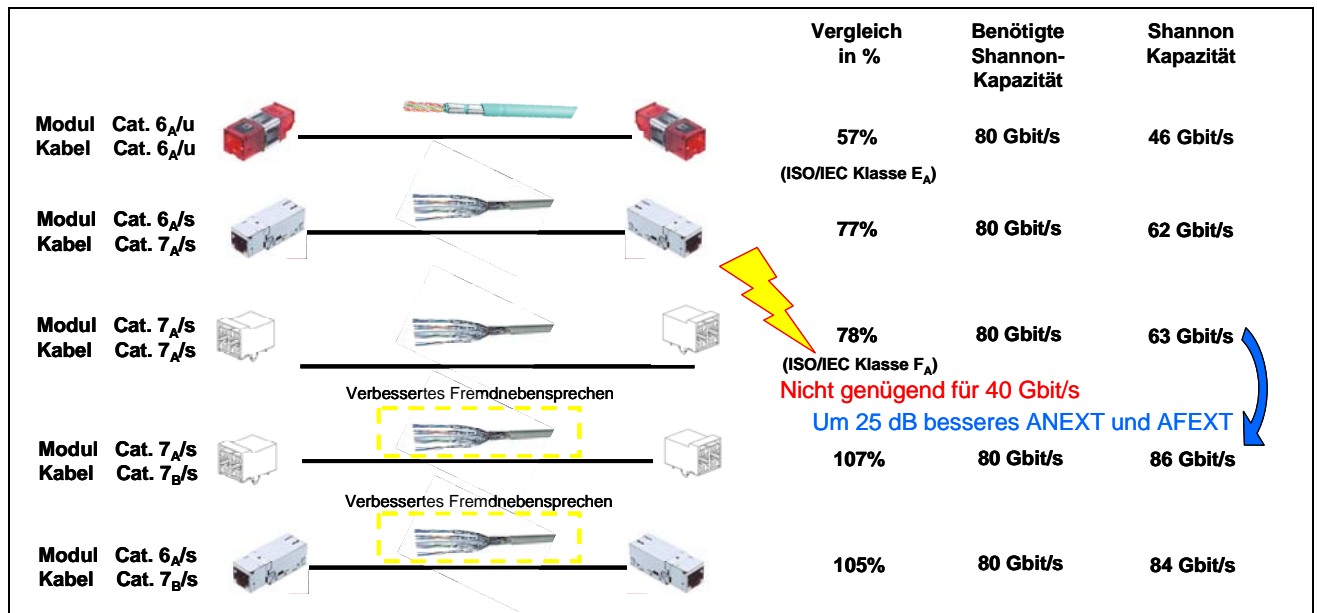 Vergleich in %
Benötigte Shannon-Kapazität
Shannon Kapazität
Modul Cat. 6A/u
Kabel Cat. 6A/u
57% 80 Gbit/s 46 Gbit/s
(ISO/IEC Klasse EA)
Modul Cat. 6A/s
Kabel Cat. 7A/s
77% 80 Gbit/s 62 Gbit/s
Modul Cat. 7A/s
Kabel Cat. 7A/s
78% 80 Gbit/s 63 Gbit/s
(ISO/IEC Klasse FA)
Nicht genügend für 40 Gbit/s
Verbessertes Fremdnebensprechen
Um 25 dB besseres ANEXT und AFEXT
Modul Cat. 7A/s
Kabel Cat. 7B/s
107% 80 Gbit/s 86 Gbit/s
Verbessertes Fremdnebensprechen
Modul Cat. 6A/s
Kabel Cat. 7B/s
105% 80 Gbit/s 84 Gbit/s